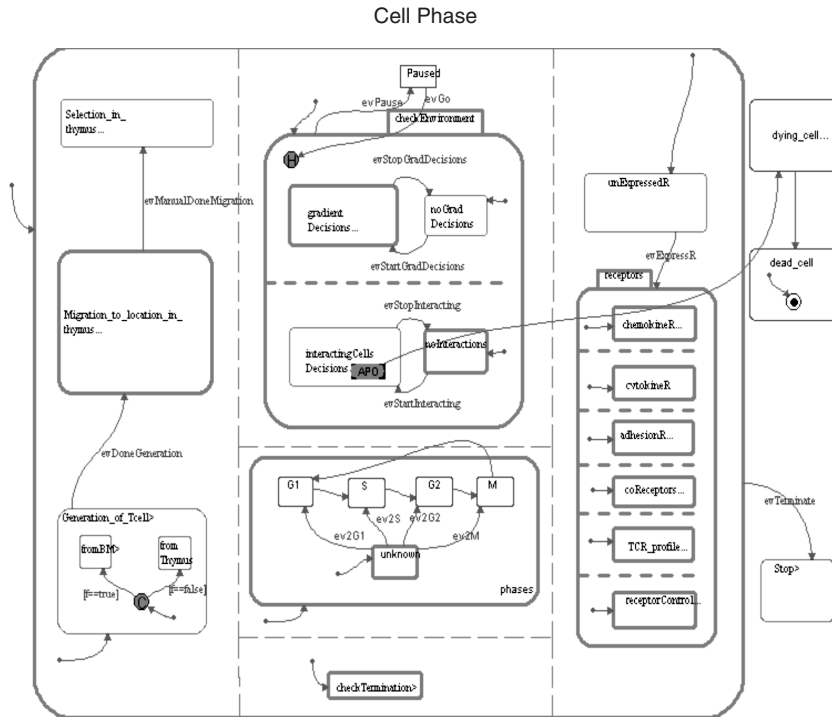 Cell Phase
Selection_in_
thymus...
evManualDoneMigration
Migration_to_location_in_
thymus...
evDoneGeneration
Generation_of_Tcell>
fromBM>
from
Thymus
[f==true]
C
[f==false]
Paused
evPause
evGo
checkEnvironment
H
evStopGradDecisions
gradient
Decisions...
noGrad
Decisions
evStartGradDecisions
evStopInteracting
interactingCells
Decisions
APO
noInteractions
evStartInteracting
G1
S
G2
M
ev2G1
ev2S
ev2G2
ev2M
unknown
phases
checkTermination>
unExpressedR
evExpressR
receptors
chemokineR...
cytokineR
adhesionR...
coReceptors...
TCR_profile...
receptorControl...
dying_cell...
dead_cell
evTerminate
Stop>